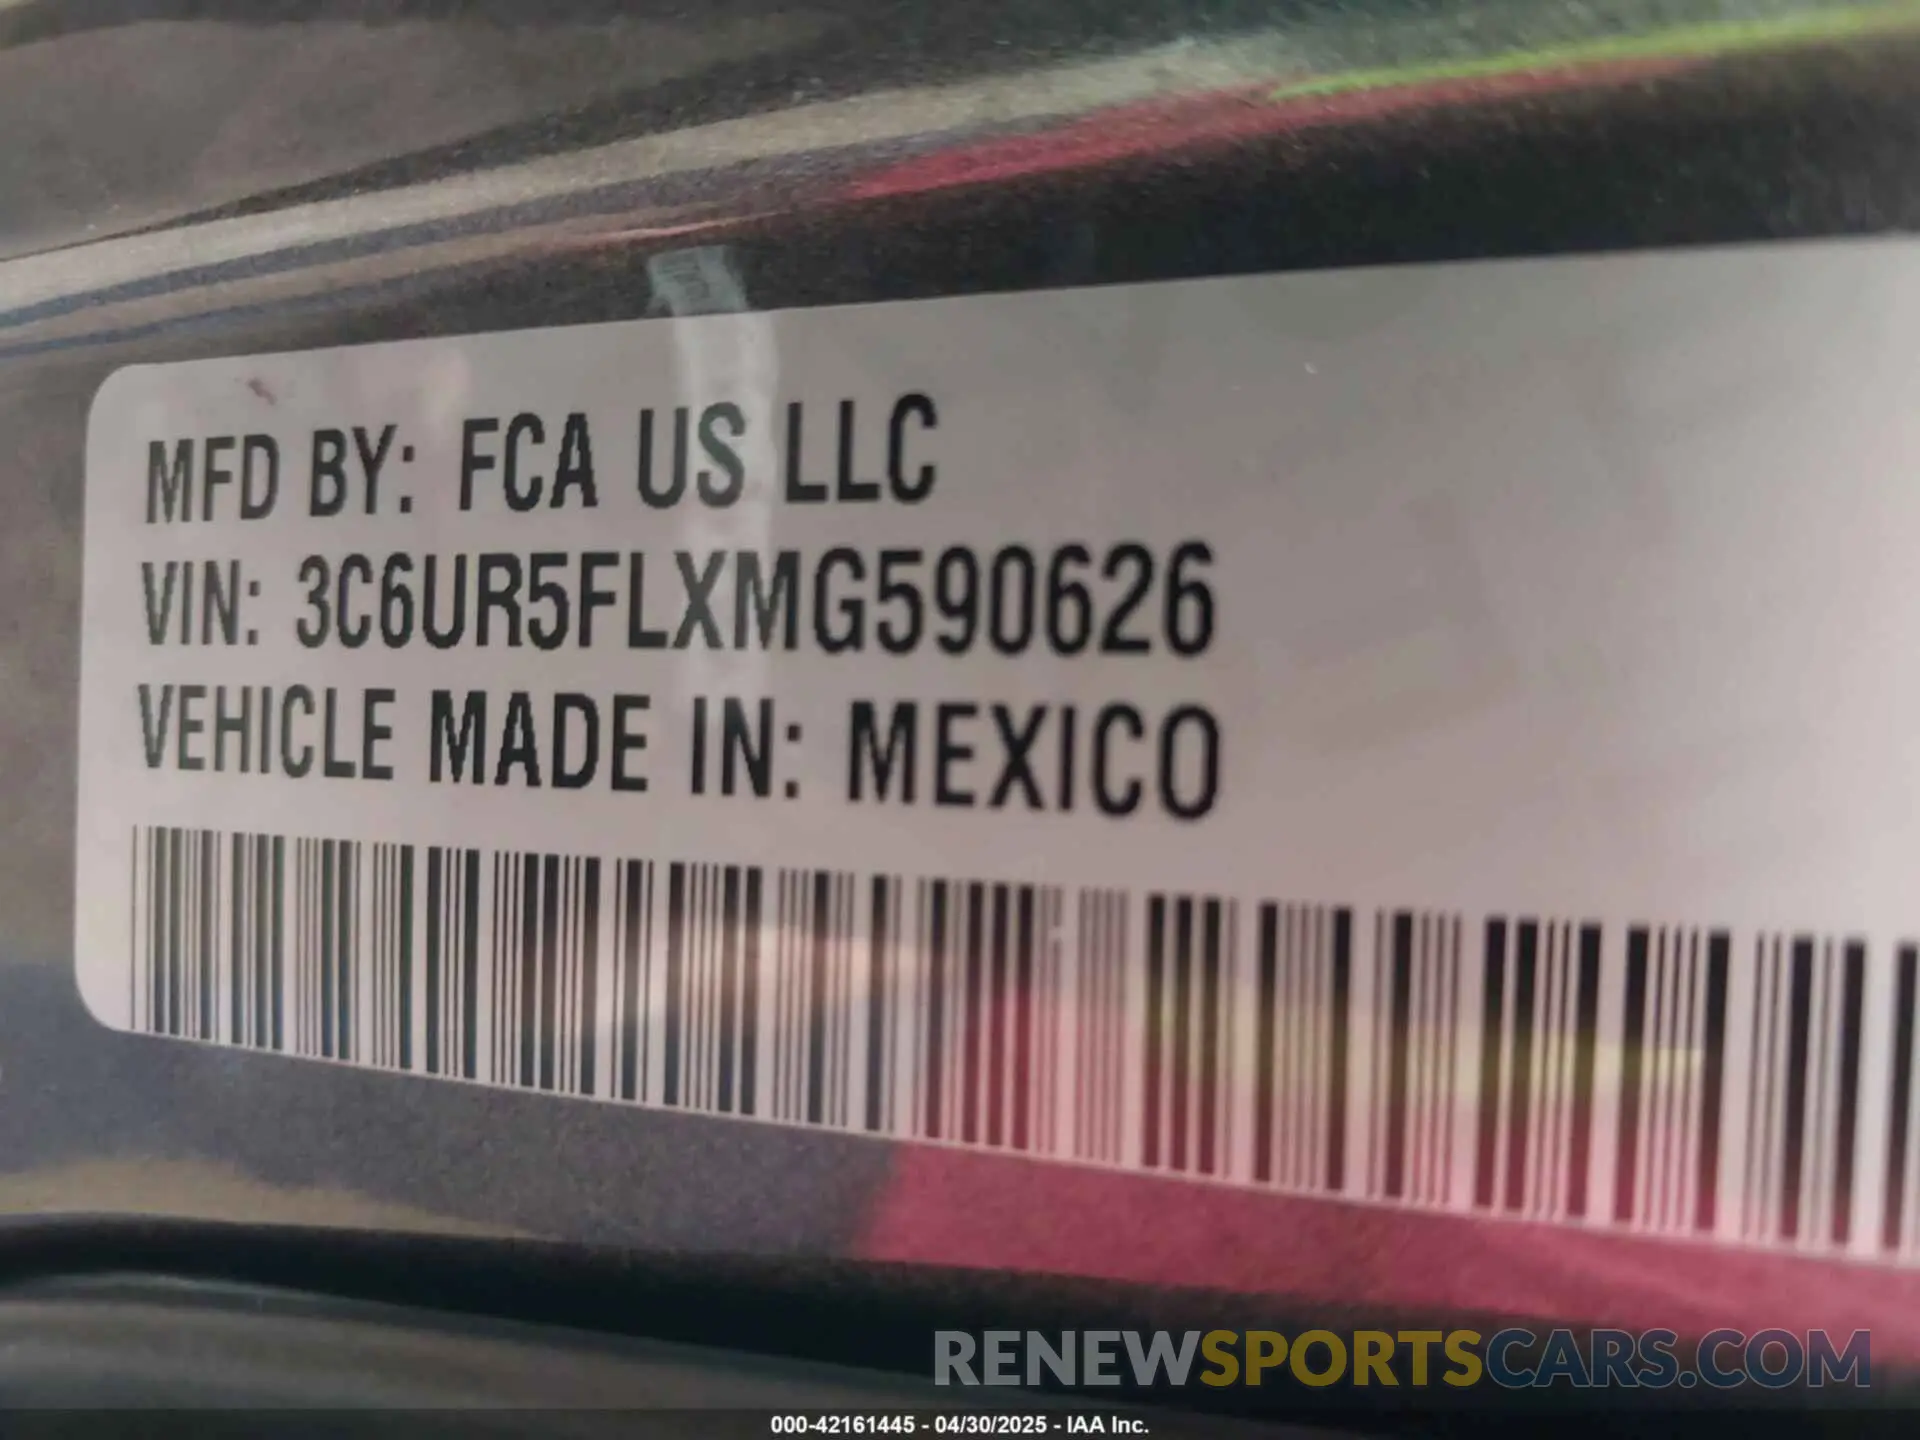 MFD BY: FCA US LLC
VIN: 3C6UR5FLXMG590626
VEHICLE MADE IN: MEXICO
RENEWSPORTSCARS.COM
000-42161445 - 04/30/2025 - IAA Inc.